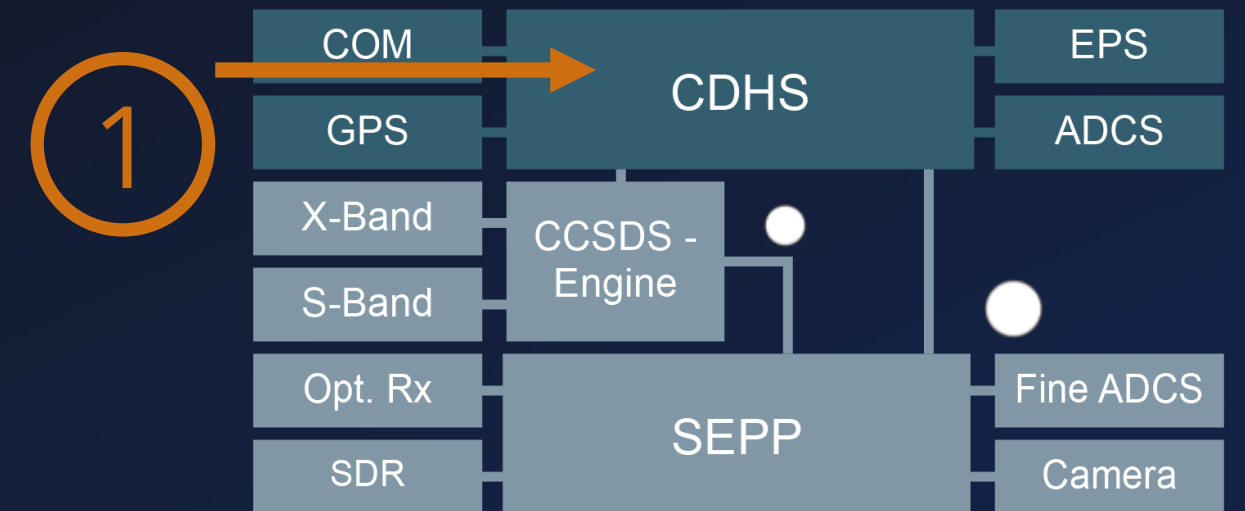 1
COM
CDHS
EPS
GPS
ADCS
X-Band
CCSDS -
Engine
S-Band
Opt. Rx
SEPP
Fine ADCS
SDR
Camera